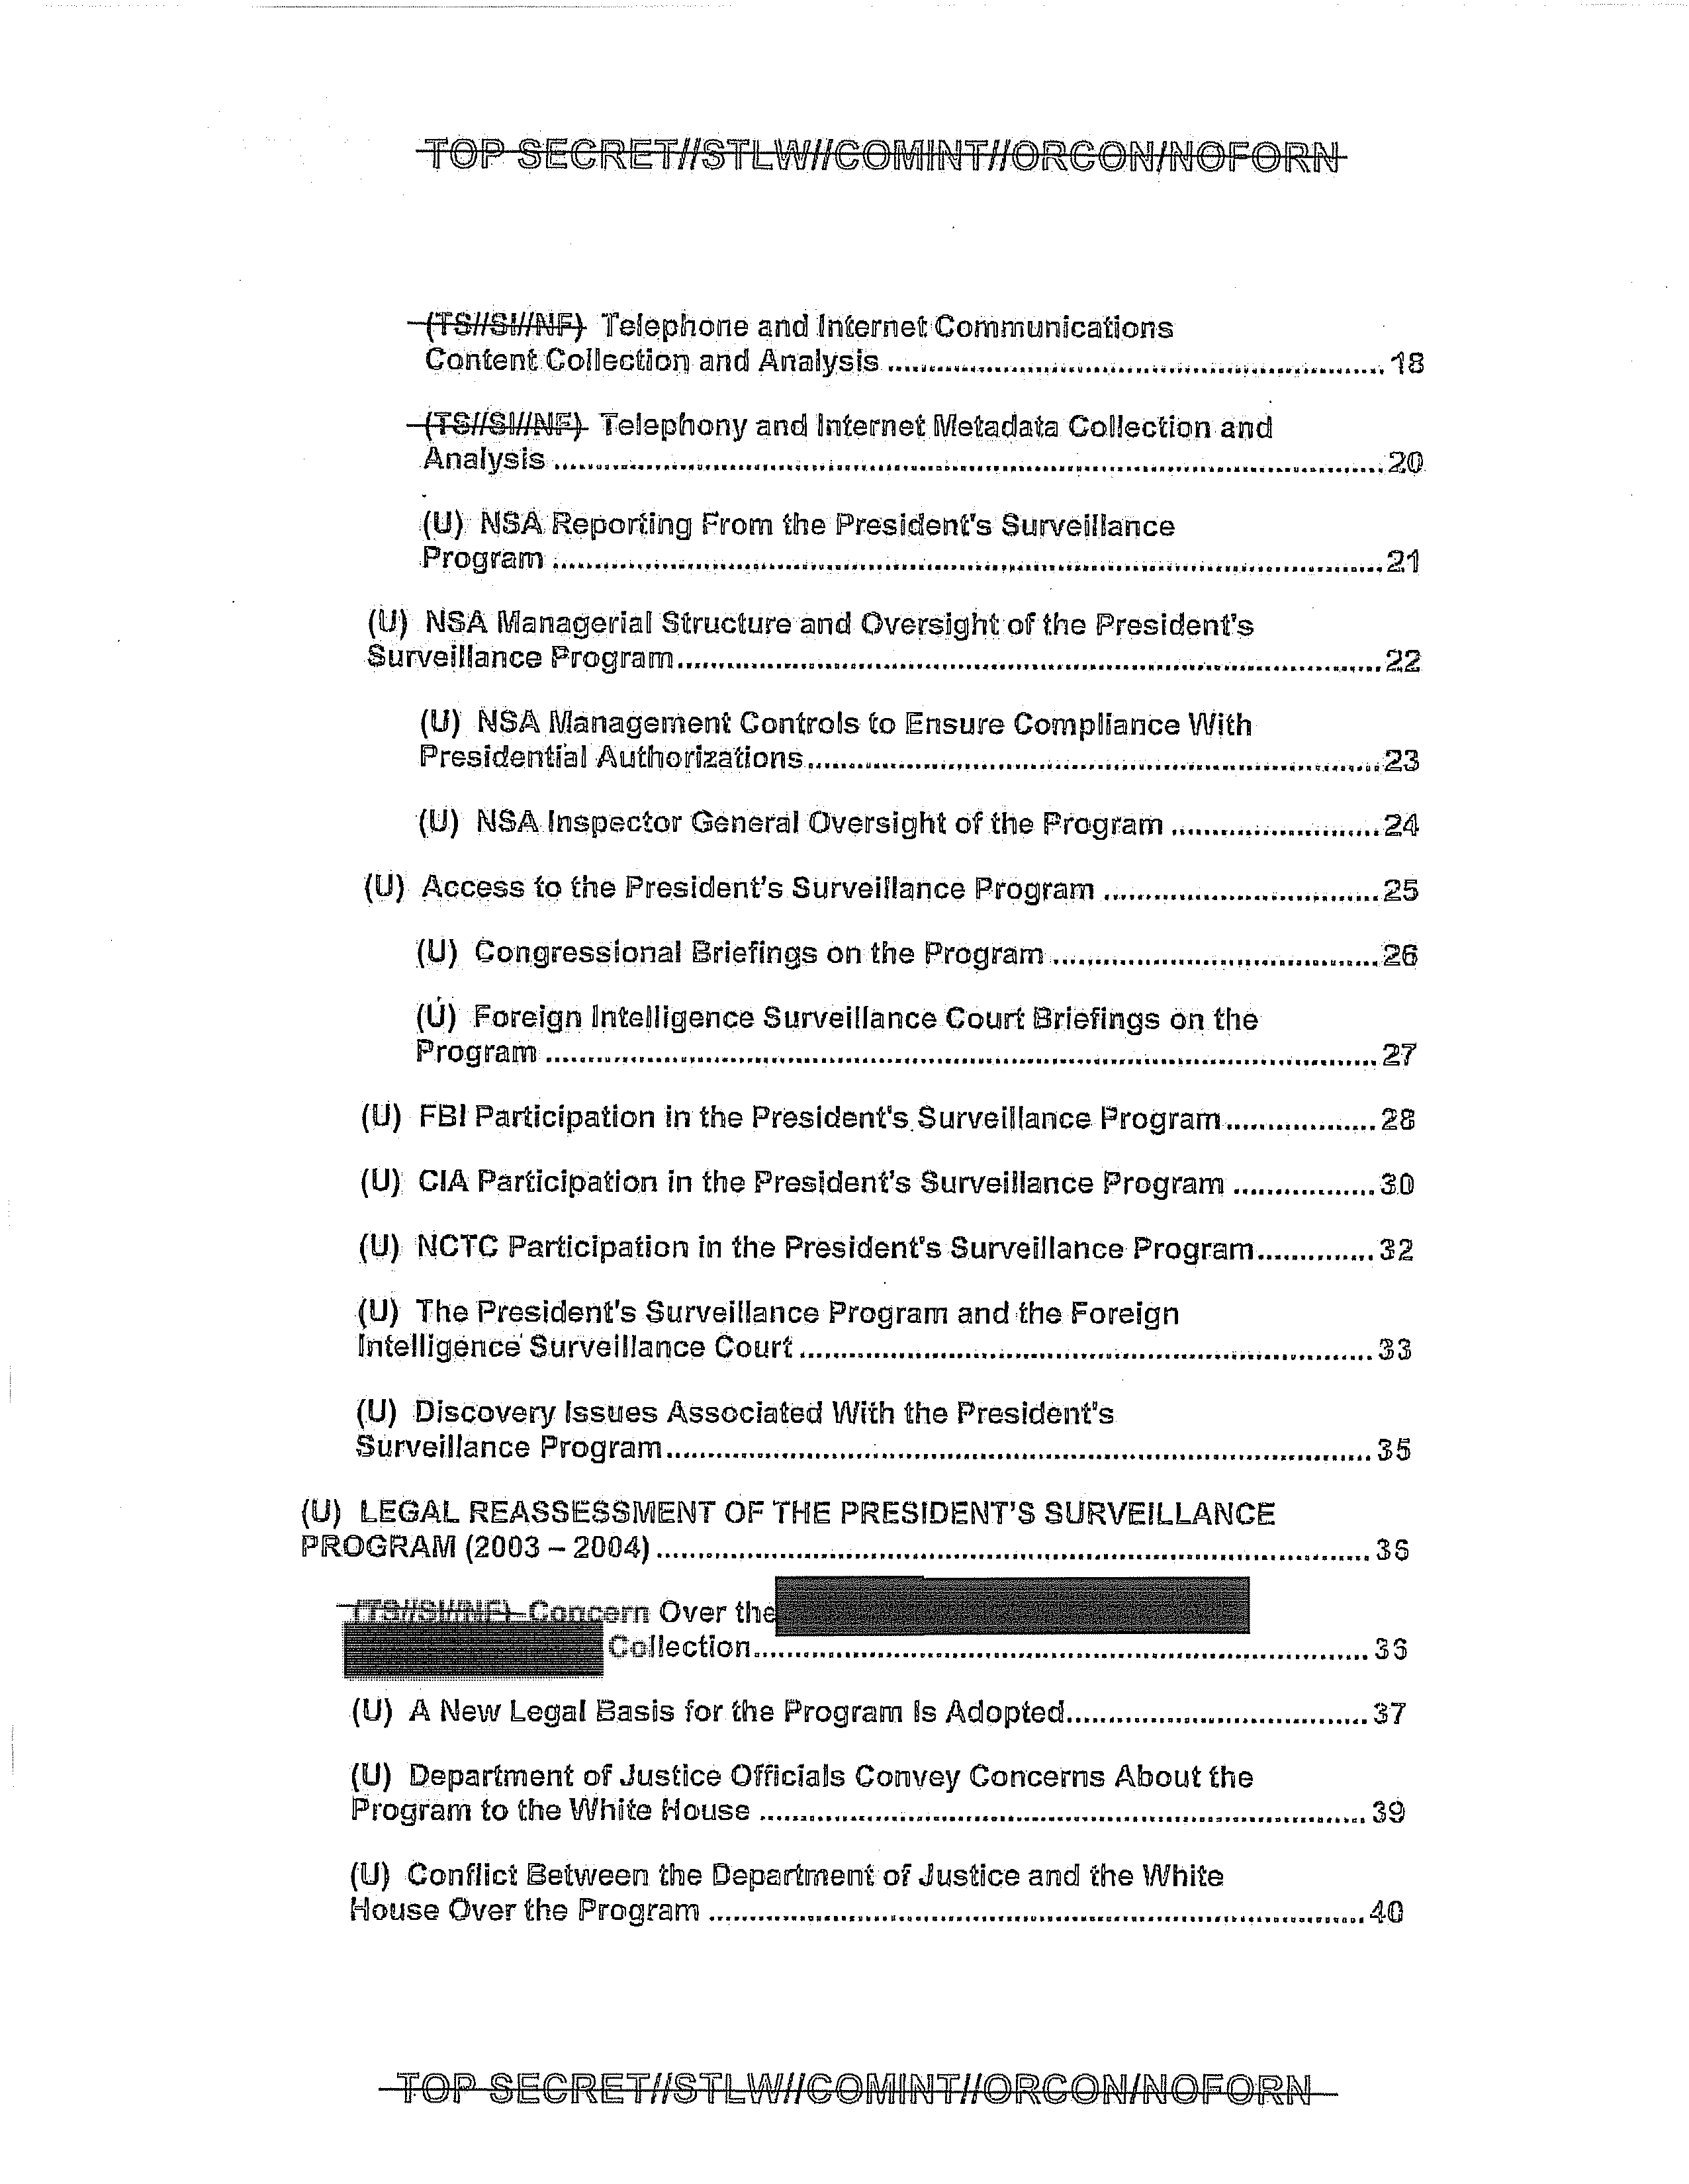 TOP SECRET//STLW//COMINT//ORCON/NOFORN
(TS//SI//NF) Telephone and Internet Communications
Content Collection and Analysis ........................................................ 18
(TS//SI//NF) Telephony and Internet Metadata Collection and
Analysis ........................................................ 20
(U) NSA Reporting From the President's Surveillance
Program ........................................................ 21
(U) NSA Managerial Structure and Oversight of the President's
Surveillance Program ........................................................ 22
(U) NSA Management Controls to Ensure Compliance With
Presidential Authorizations ........................................................ 23
(U) NSA Inspector General Oversight of the Program ........................ 24
(U) Access to the President's Surveillance Program ........................ 25
(U) Congressional Briefings on the Program ........................ 26
(U) Foreign Intelligence Surveillance Court Briefings on the
Program ........................................................ 27
(U) FBI Participation in the President's Surveillance Program .................. 28
(U) CIA Participation in the President's Surveillance Program ................. 30
(U) NCTC Participation in the President's Surveillance Program .............. 32
(U) The President's Surveillance Program and the Foreign
Intelligence Surveillance Court ........................................................ 33
(U) Discovery Issues Associated With the President's
Surveillance Program ........................................................ 35
(U) LEGAL REASSESSMENT OF THE PRESIDENT'S SURVEILLANCE
PROGRAM (2003 – 2004) ........................................................ 36
(TS//SI//NF) Concern Over the
Collection ........................................................ 36
(U) A New Legal Basis for the Program Is Adopted ........................ 37
(U) Department of Justice Officials Convey Concerns About the
Program to the White House ........................................................ 39
(U) Conflict Between the Department of Justice and the White
House Over the Program ........................................................ 40
TOP SECRET//STLW//COMINT//ORCON/NOFORN